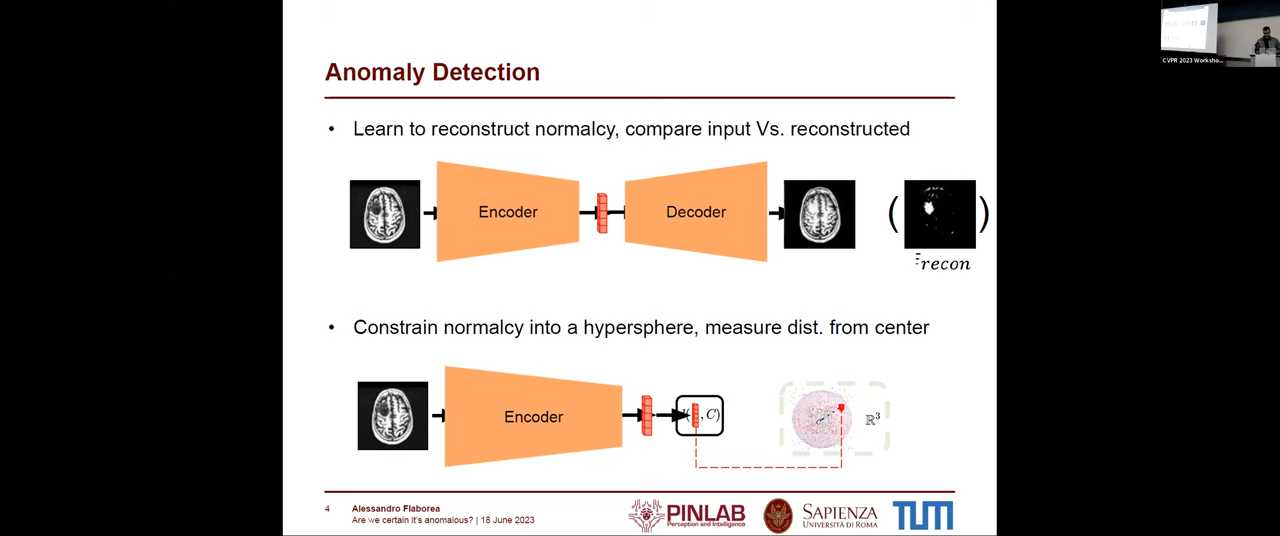 Anomaly Detection
CVPR 2023 Worksho...
• Learn to reconstruct normalcy, compare input Vs. reconstructed
Encoder
Decoder
( )
recon
• Constrain normalcy into a hypersphere, measure dist. from center
Encoder
( , C)
ℝ³
4 Alessandro Flaborea
Are we certain it's anomalous? | 18 June 2023
PINLAB
Perception and Intelligence
SAPIENZA
UNIVERSITÀ DI ROMA
TUM